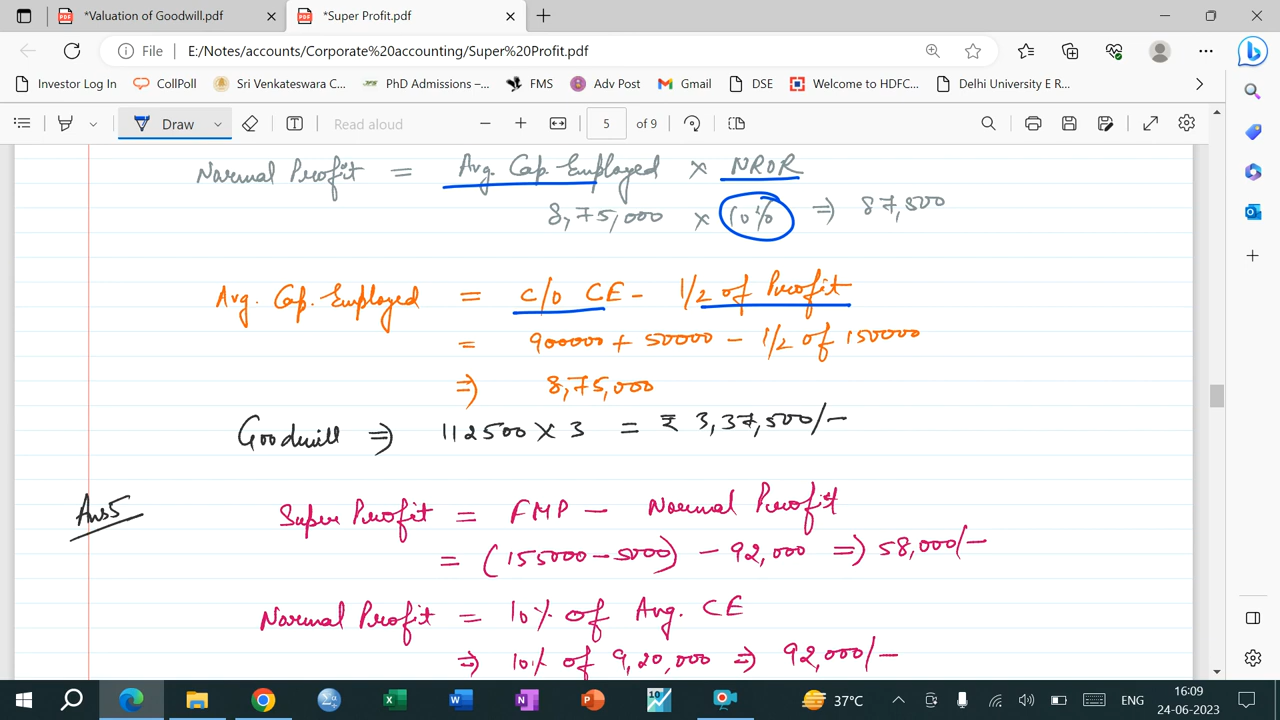 *Valuation of Goodwill.pdf
*Super Profit.pdf
File E:/Notes/accounts/Corporate%20accounting/Super%20Profit.pdf
Investor Log In CollPoll Sri Venkateswara C... PhD Admissions –... FMS Adv Post Gmail DSE Welcome to HDFC... Delhi University E R...
Draw Read aloud 5 of 9
Normal Profit = Avg. Cap. Employed × NROR
8,75,000 × 10% ⇒ 87,500
Avg. Cap. Employed = c/o CE - 1/2 of Profit
= 900000 + 50000 - 1/2 of 150000
⇒ 8,75,000
Goodwill ⇒ 112500 × 3 = ₹ 3,37,500/-
Ans5
Super Profit = FMP - Normal Profit
= (155000 - 5000) - 92,000 ⇒ 58,000/-
Normal Profit = 10% of Avg. CE
⇒ 10% of 9,20,000 ⇒ 92,000/-
37°C ENG 16:09
24-06-2023